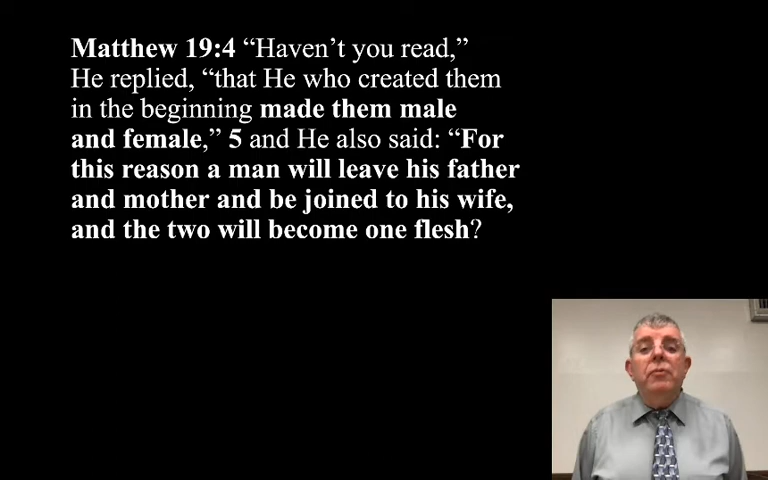 Matthew 19:4 “Haven’t you read,”
He replied, “that He who created them
in the beginning made them male
and female,” 5 and He also said: “For
this reason a man will leave his father
and mother and be joined to his wife,
and the two will become one flesh?